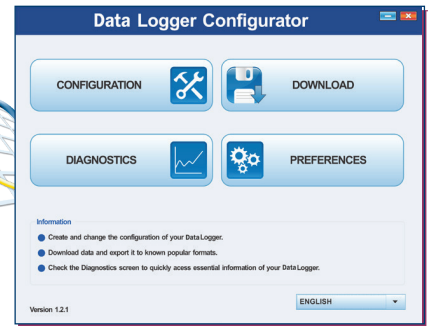 Data Logger Configurator
CONFIGURATION
DOWNLOAD
DIAGNOSTICS
PREFERENCES
Information
Create and change the configuration of your DataLogger.
Download data and export it to known popular formats.
Check the Diagnostics screen to quickly acess essential information of your DataLogger.
ENGLISH
Version 1.2.1